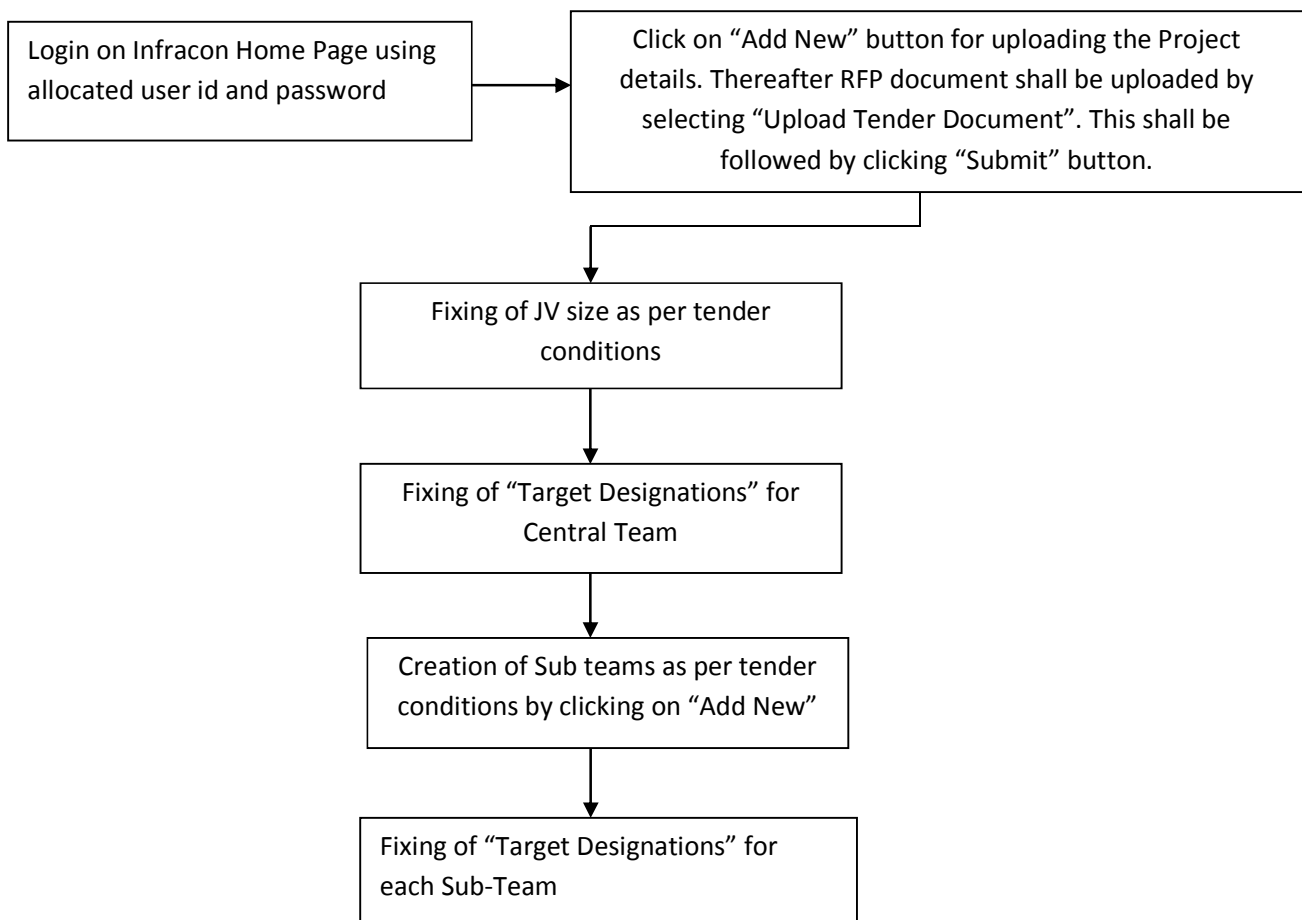 Login on Infracon Home Page using
allocated user id and password
Click on “Add New” button for uploading the Project
details. Thereafter RFP document shall be uploaded by
selecting “Upload Tender Document”. This shall be
followed by clicking “Submit” button.
Fixing of JV size as per tender
conditions
Fixing of “Target Designations” for
Central Team
Creation of Sub teams as per tender
conditions by clicking on “Add New”
Fixing of “Target Designations” for
each Sub-Team